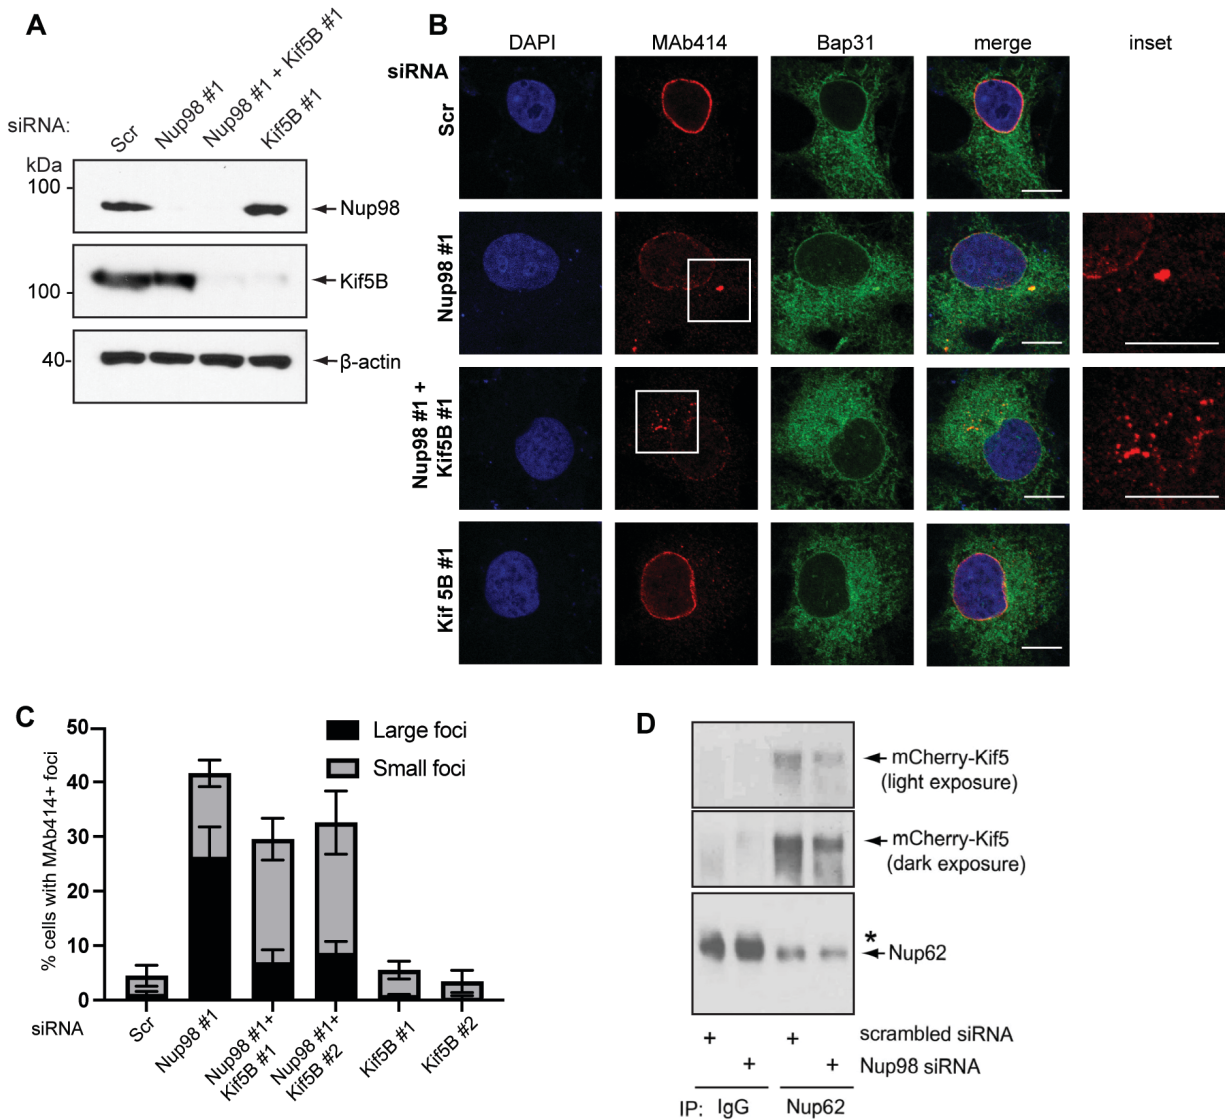 A
siRNA:
Scr
Nup98 #1
Nup98 #1 + Kif5B #1
Kif5B #1
kDa
100
Nup98
100
Kif5B
40-
β-actin
B
DAPI
MAb414
Bap31
merge
inset
siRNA
Scr
Nup98 #1
Nup98 #1 +
Kif5B #1
Kif 5B #1
C
% cells with MAb414+ foci
50
40
30
20
10
0
Large foci
Small foci
siRNA
Scr
Nup98 #1
Nup98 #1+
Kif5B #1
Nup98 #1+
Kif5B #2
Kif5B #1
Kif5B #2
D
mCherry-Kif5
(light exposure)
mCherry-Kif5
(dark exposure)
*
Nup62
+ + scrambled siRNA
+ + Nup98 siRNA
IP: IgG Nup62